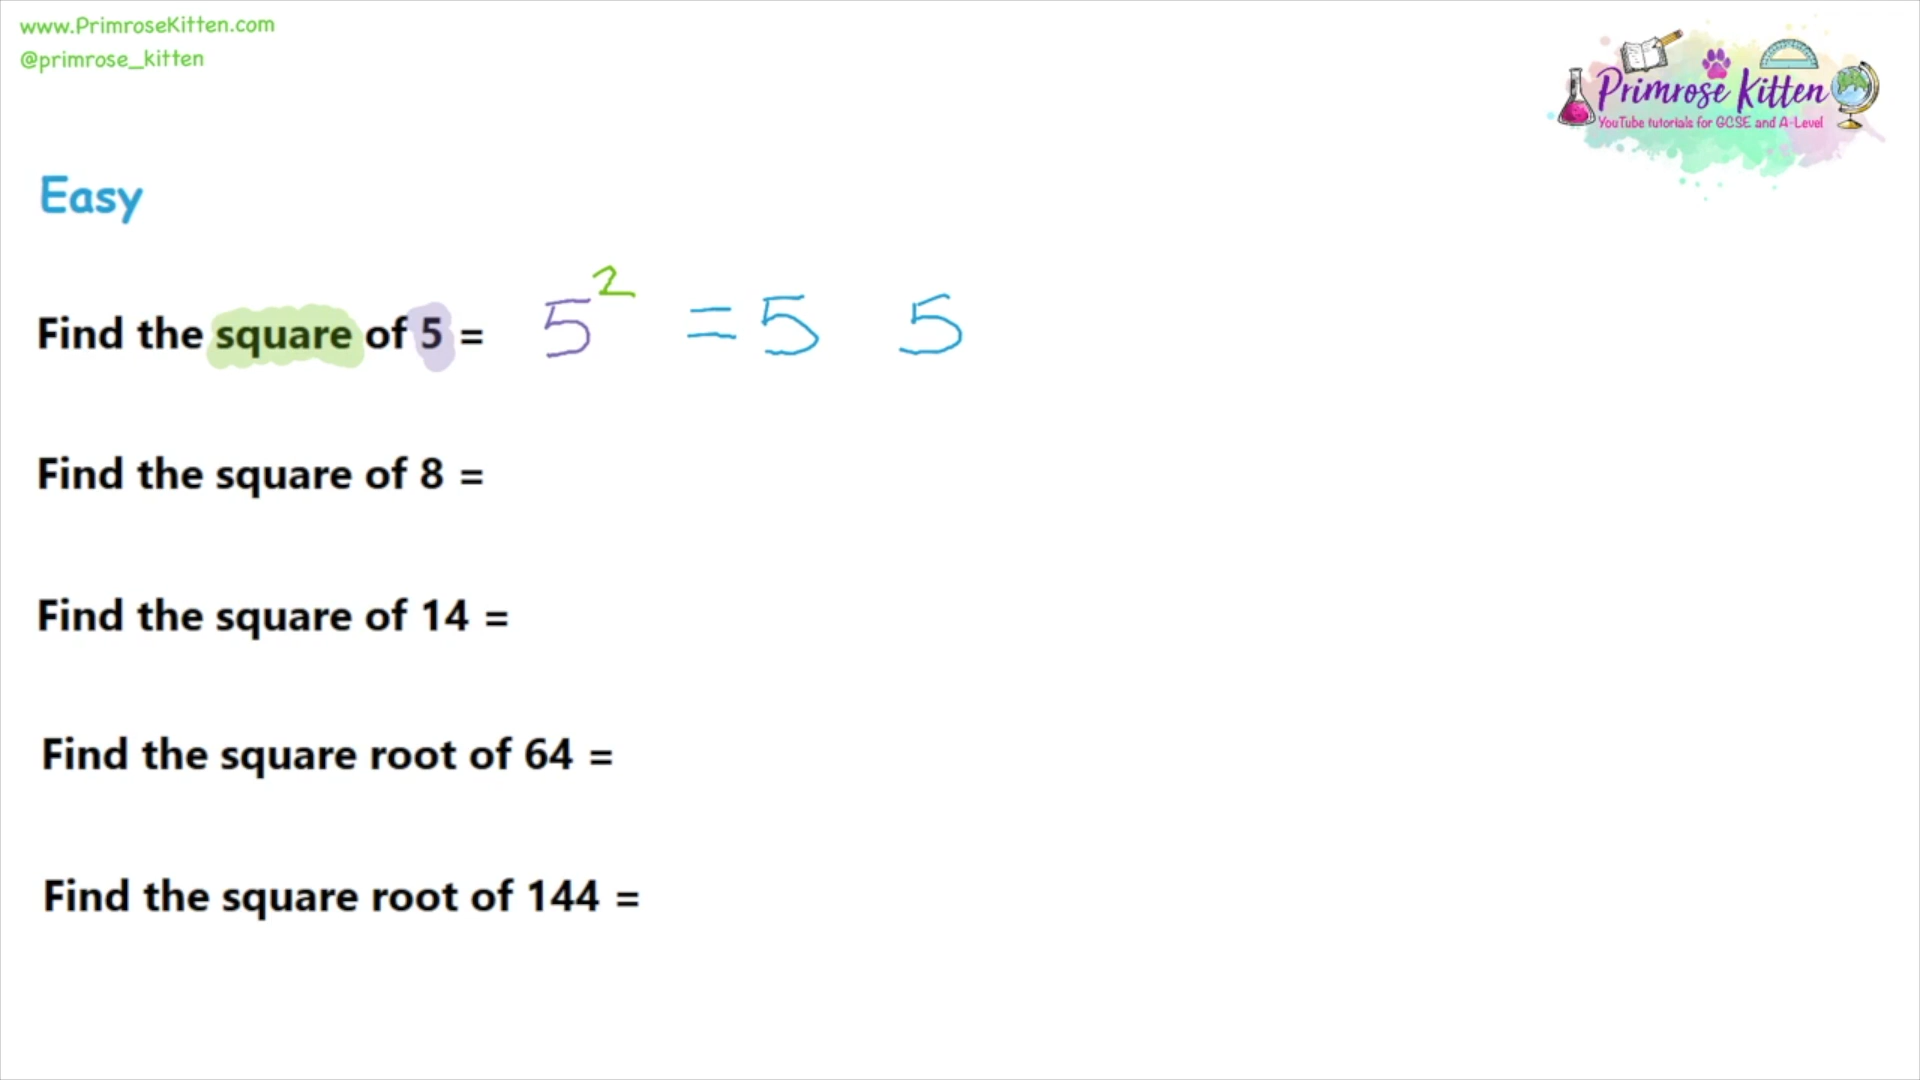 www.PrimroseKitten.com
@primrose_kitten
Primrose Kitten
YouTube tutorials for GCSE and A-Level
Easy
Find the square of 5 = 5² = 5 5
Find the square of 8 =
Find the square of 14 =
Find the square root of 64 =
Find the square root of 144 =